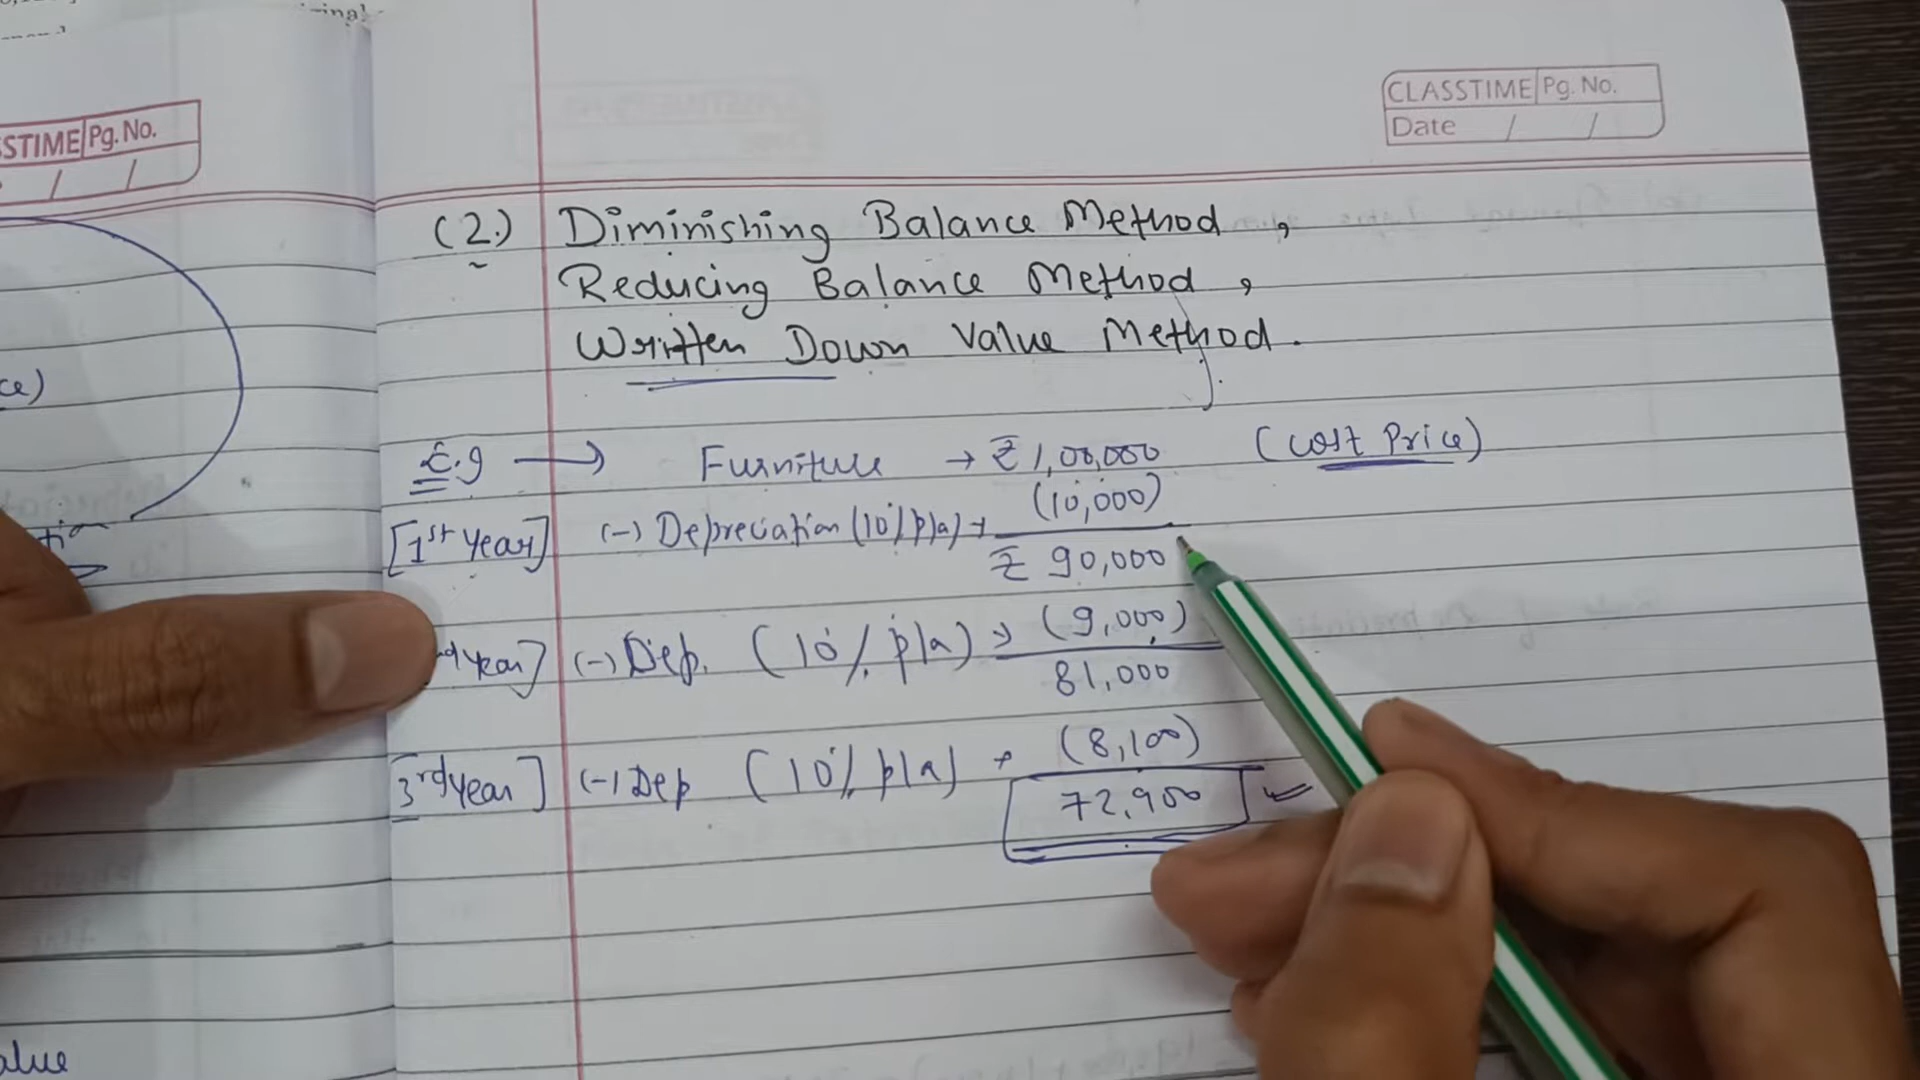 STIME Pg. No.
/ /
ce)
alue
CLASSTIME Pg. No.
Date / /
(2.) Diminishing Balance Method,
Reducing Balance Method,
Written Down Value Method.
E.g → Furniture → ₹1,00,000 (Cost Price)
[1st Year] (-) Depreciation (10% p/a) → (10,000)
₹ 90,000
Year] (-) Dep. (10% p/a) → (9,000)
81,000
[3rd Year] (-) Dep (10% p/a) → (8,100)
72,900